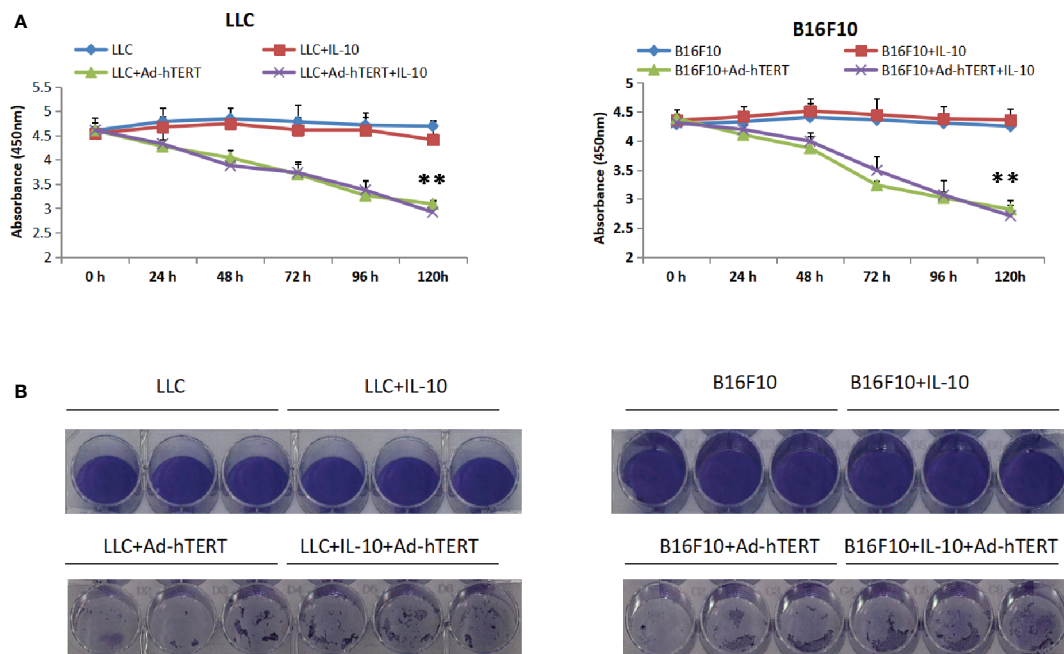 A
LLC
LLC
LLC+IL-10
LLC+Ad-hTERT
LLC+Ad-hTERT+IL-10
Absorbance (450nm)
5.5
5
4.5
4
3.5
3
2.5
2
**
0 h
24 h
48 h
72 h
96 h
120h
B16F10
B16F10
B16F10+IL-10
B16F10+Ad-hTERT
B16F10+Ad-hTERT+IL-10
Absorbance (450nm)
5
4.5
4
3.5
3
2.5
2
**
0 h
24 h
48 h
72 h
96 h
120h
B
LLC
LLC+IL-10
LLC+Ad-hTERT
LLC+IL-10+Ad-hTERT
B16F10
B16F10+IL-10
B16F10+Ad-hTERT
B16F10+IL-10+Ad-hTERT